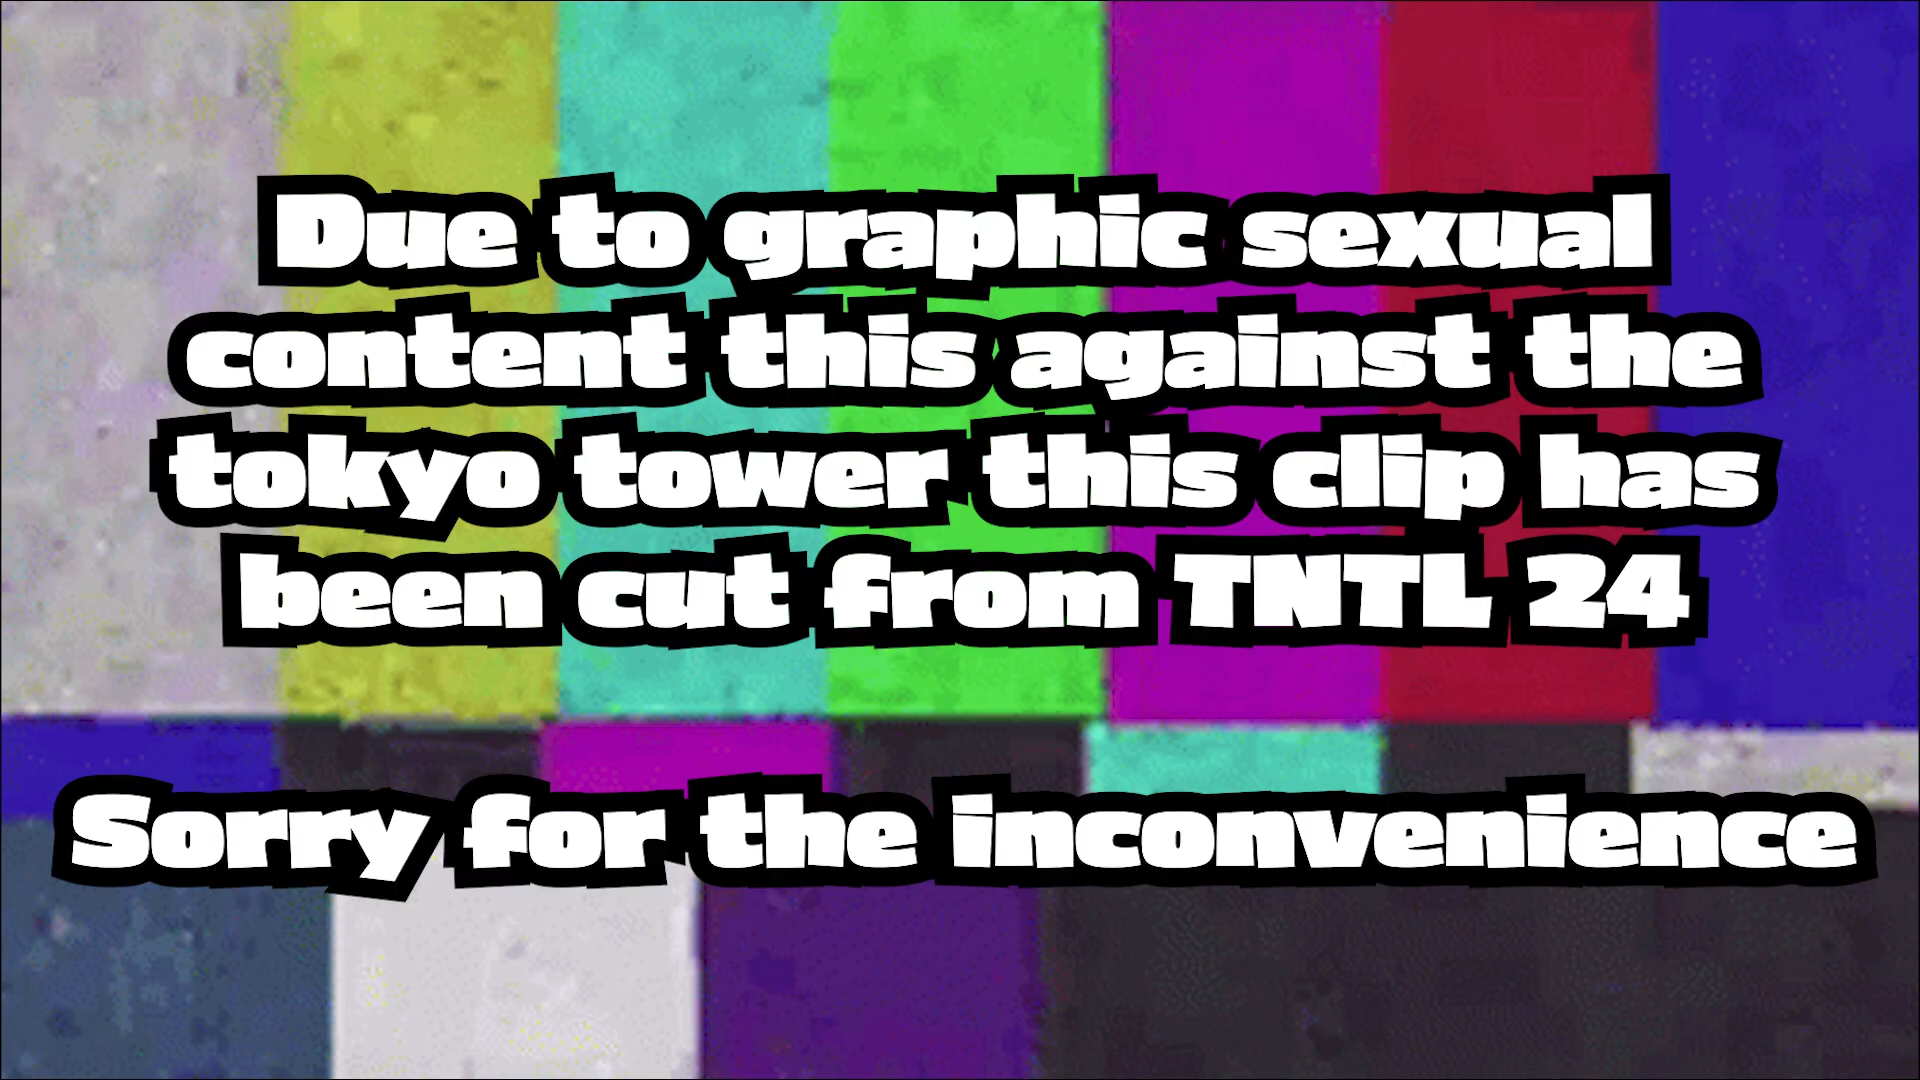 Due to graphic sexual
content this against the
tokyo tower this clip has
been cut from TNTL 24
Sorry for the inconvenience